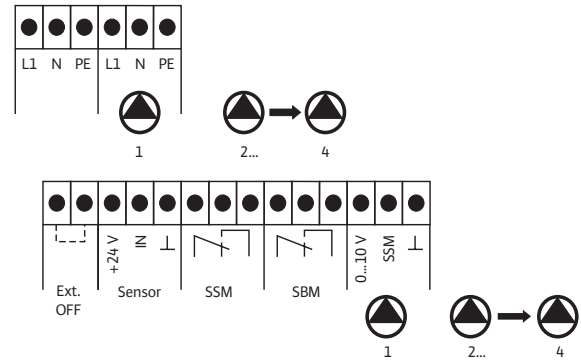 L1 N PE L1 N PE
1 2... 4
+24 V IN 0...10 V SSM
Ext. OFF Sensor SSM SBM
1 2... 4